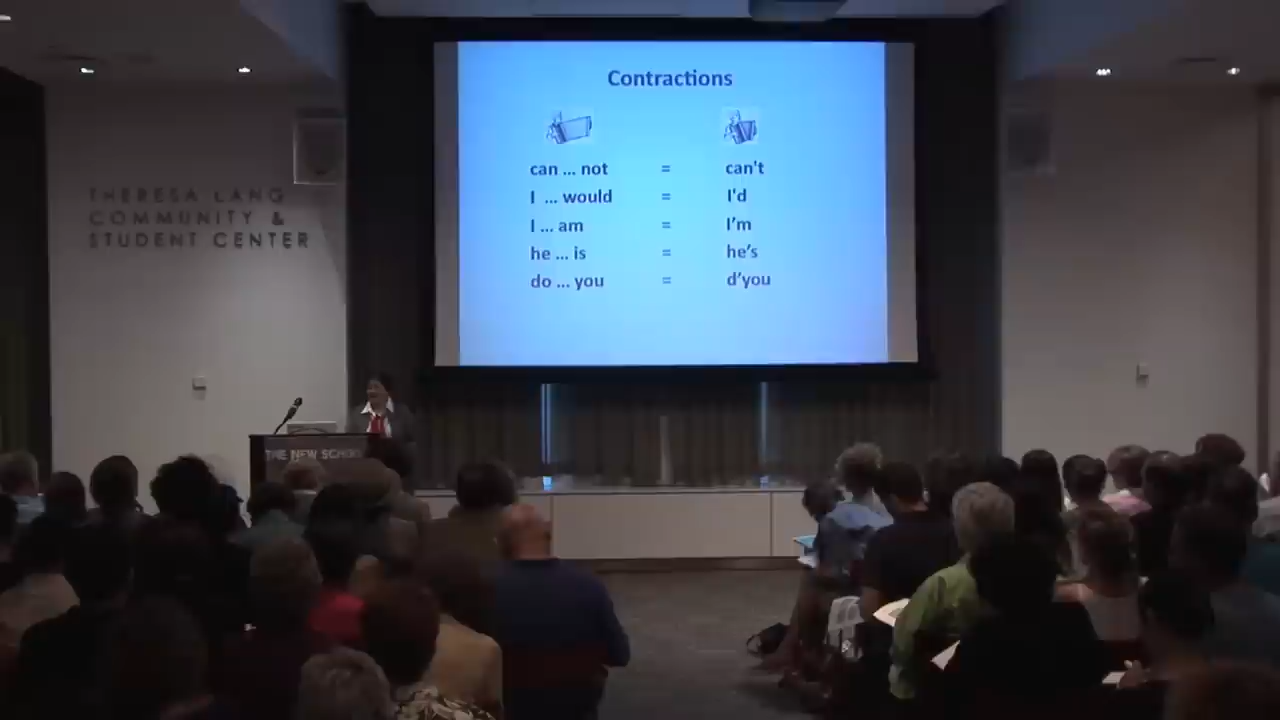 Contractions
can ... not = can't
I ... would = I'd
I ... am = I’m
he ... is = he’s
do ... you = d’you
THERESA LANG
COMMUNITY &
STUDENT CENTER
THE NEW SCHOOL